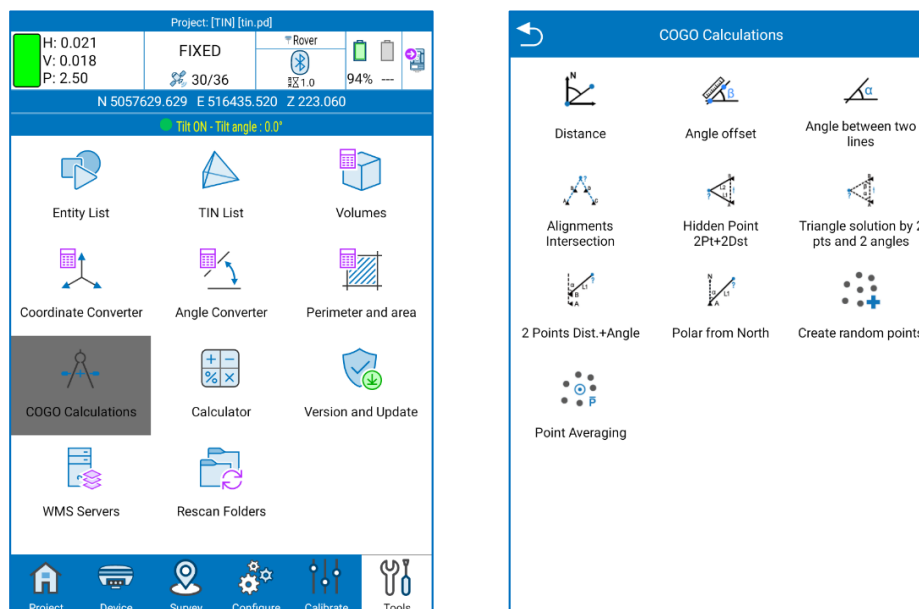 Project: [TIN] [tin.pd]
H: 0.021
V: 0.018
P: 2.50
FIXED
30/36
Rover
1.0
94%
---
N 5057629.629 E 516435.520 Z 223.060
Tilt ON - Tilt angle : 0.0°
Entity List
TIN List
Volumes
Coordinate Converter
Angle Converter
Perimeter and area
COGO Calculations
Calculator
Version and Update
WMS Servers
Rescan Folders
Project
Device
Survey
Configure
Calibrate
Tools
COGO Calculations
Distance
Angle offset
Angle between two
lines
Alignments
Intersection
Hidden Point
2Pt+2Dst
Triangle solution by 2
pts and 2 angles
2 Points Dist.+Angle
Polar from North
Create random points
Point Averaging